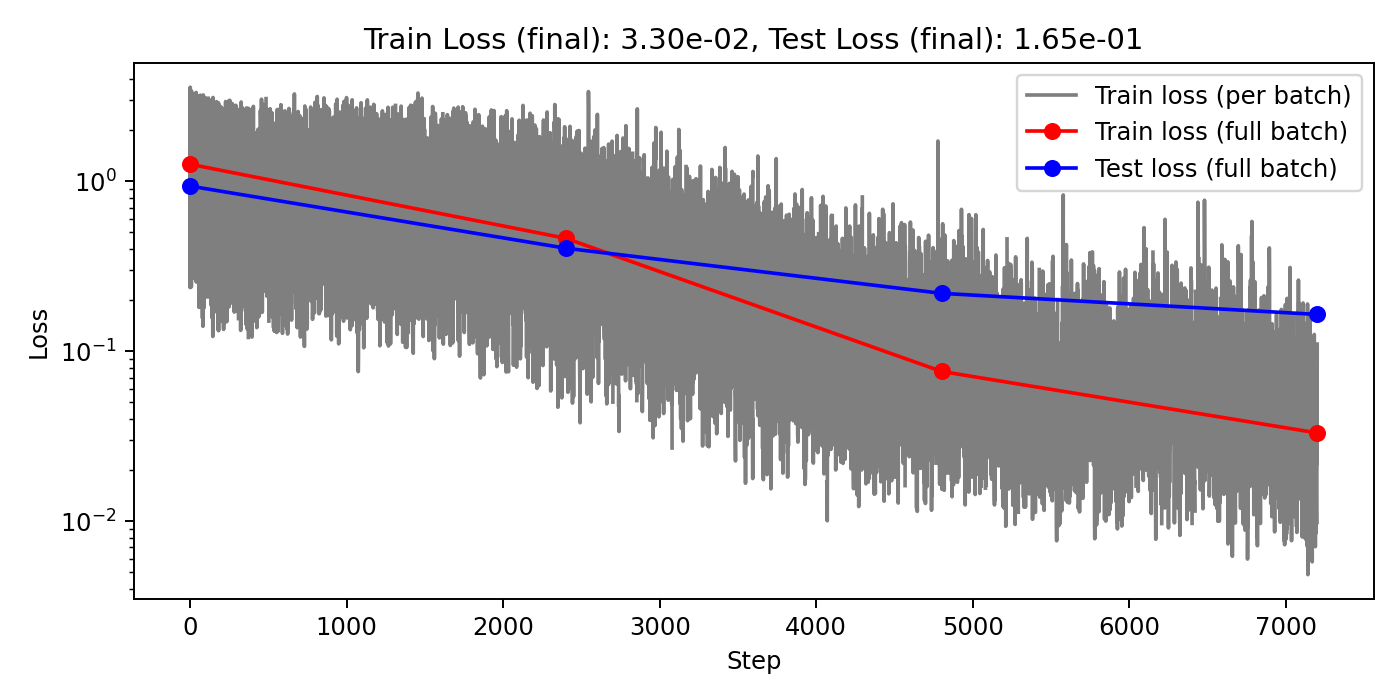 Train Loss (final): 3.30e-02, Test Loss (final): 1.65e-01
Train loss (per batch)
Train loss (full batch)
Test loss (full batch)
Loss
10⁰
10⁻¹
10⁻²
0 1000 2000 3000 4000 5000 6000 7000
Step